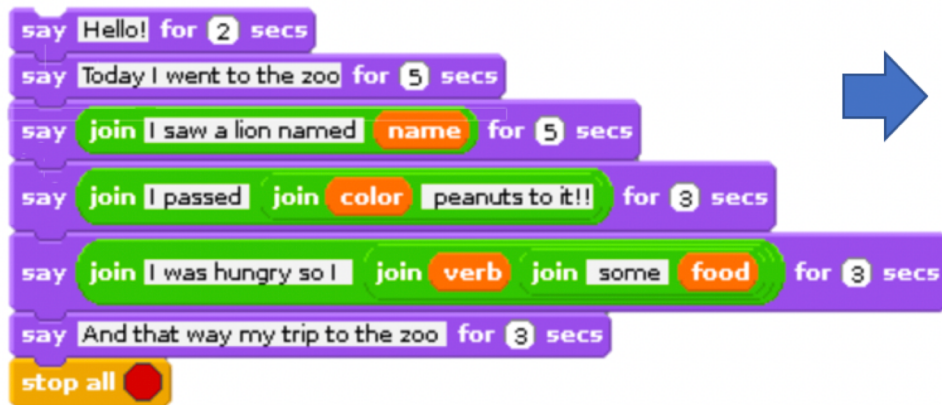 say Hello! for 2 secs
say Today I went to the zoo for 5 secs
say join I saw a lion named name for 5 secs
say join I passed join color peanuts to it!! for 3 secs
say join I was hungry so I join verb join some food for 3 secs
say And that way my trip to the zoo for 3 secs
stop all